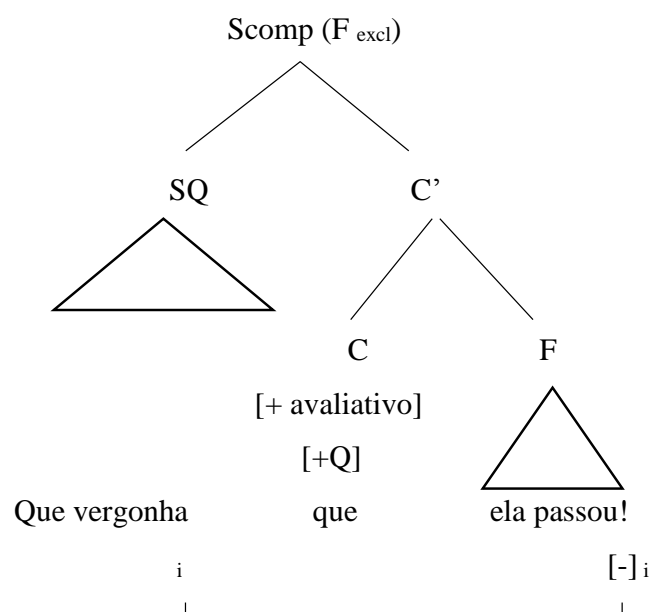 Scomp (F excl)
SQ C’
C F
[+ avaliativo]
[+Q]
Que vergonha que ela passou!
i [-] i